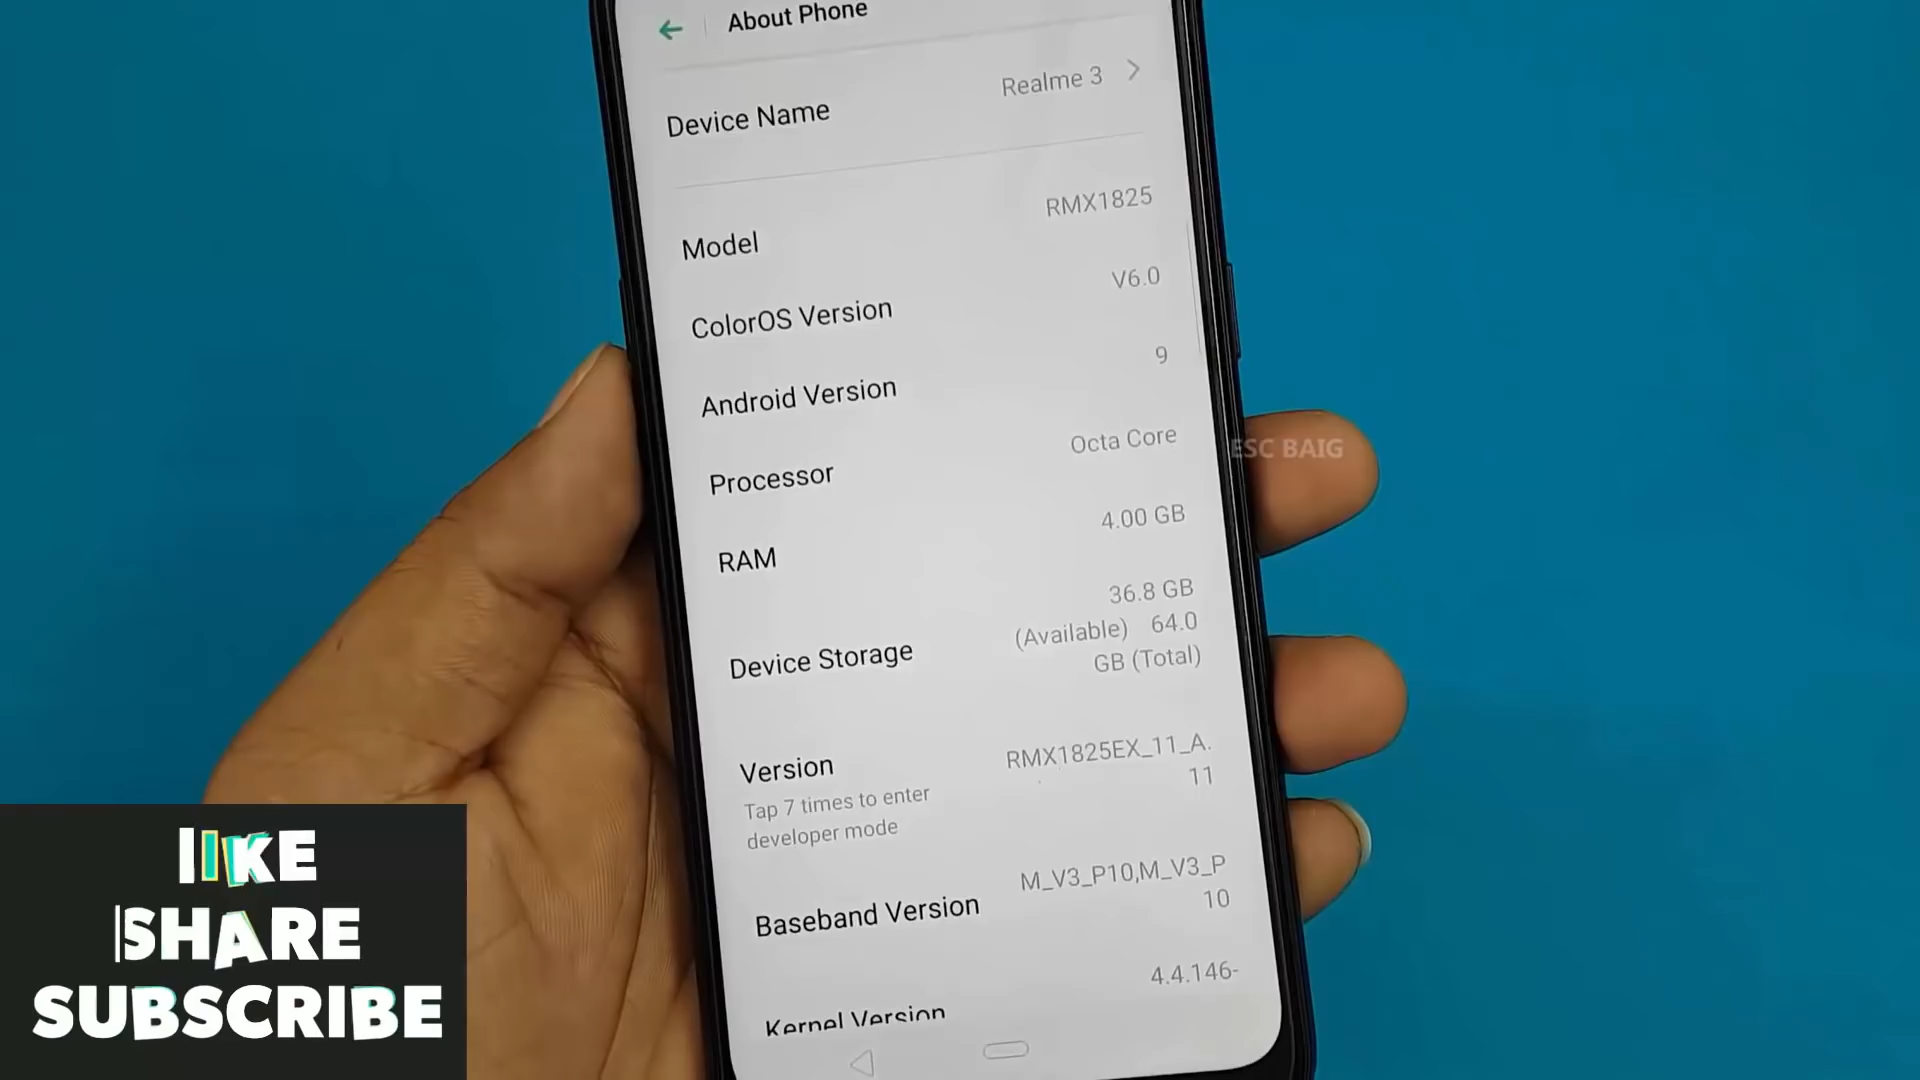 About Phone
Device Name
Realme 3
Model
RMX1825
ColorOS Version
V6.0
Android Version
9
Processor
Octa Core
RAM
4.00 GB
Device Storage
36.8 GB
(Available) 64.0
GB (Total)
Version
RMX1825EX_11_A.
11
Tap 7 times to enter
developer mode
Baseband Version
M_V3_P10,M_V3_P
10
Kernel Version
4.4.146-
ESC BAIG
LIKE
SHARE
SUBSCRIBE